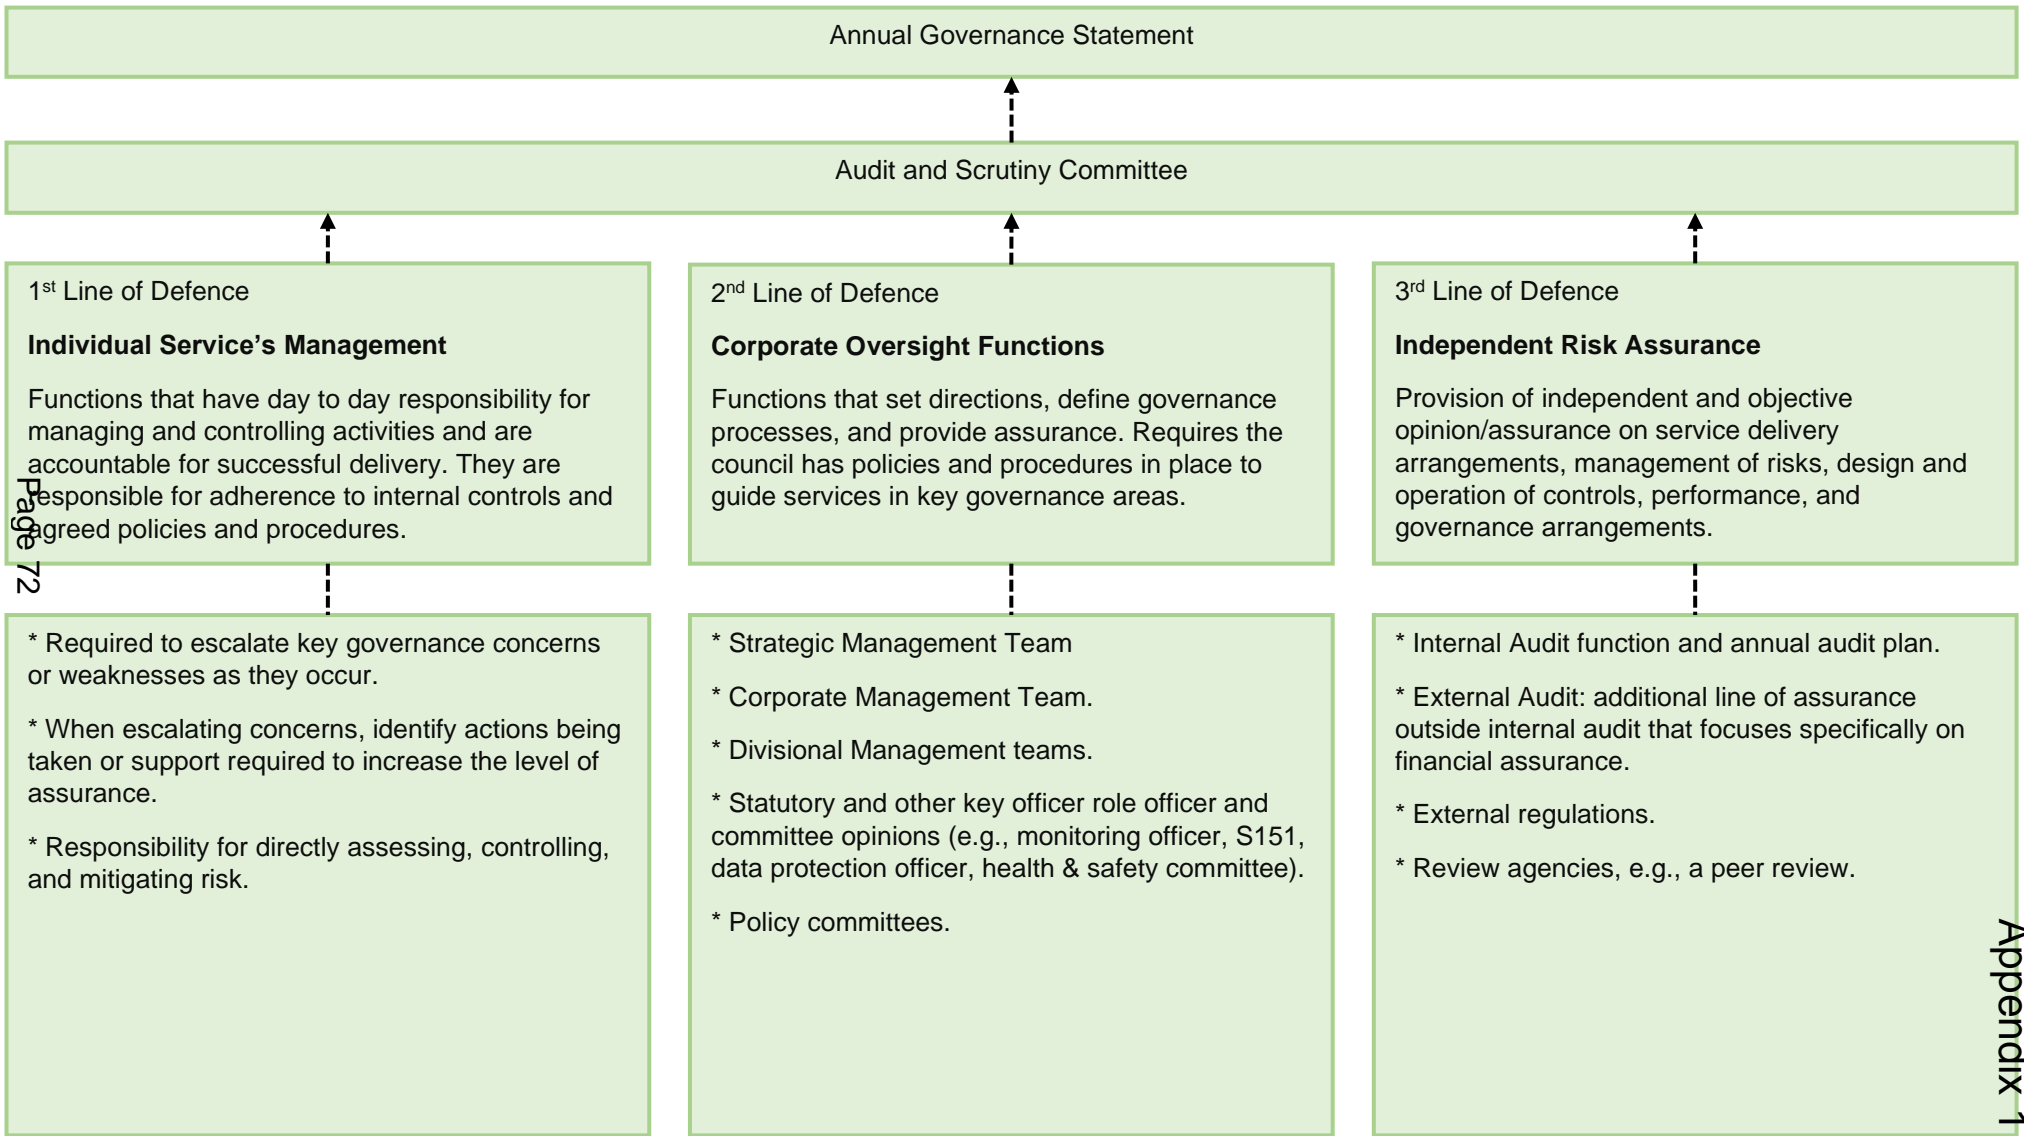 Annual Governance Statement
Audit and Scrutiny Committee
1st Line of Defence
Individual Service’s Management
Functions that have day to day responsibility for
managing and controlling activities and are
accountable for successful delivery. They are
responsible for adherence to internal controls and
agreed policies and procedures.
2nd Line of Defence
Corporate Oversight Functions
Functions that set directions, define governance
processes, and provide assurance. Requires the
council has policies and procedures in place to
guide services in key governance areas.
3rd Line of Defence
Independent Risk Assurance
Provision of independent and objective
opinion/assurance on service delivery
arrangements, management of risks, design and
operation of controls, performance, and
governance arrangements.
* Required to escalate key governance concerns
or weaknesses as they occur.
* When escalating concerns, identify actions being
taken or support required to increase the level of
assurance.
* Responsibility for directly assessing, controlling,
and mitigating risk.
* Strategic Management Team
* Corporate Management Team.
* Divisional Management teams.
* Statutory and other key officer role officer and
committee opinions (e.g., monitoring officer, S151,
data protection officer, health & safety committee).
* Policy committees.
* Internal Audit function and annual audit plan.
* External Audit: additional line of assurance
outside internal audit that focuses specifically on
financial assurance.
* External regulations.
* Review agencies, e.g., a peer review.
Page 72
Appendix 1